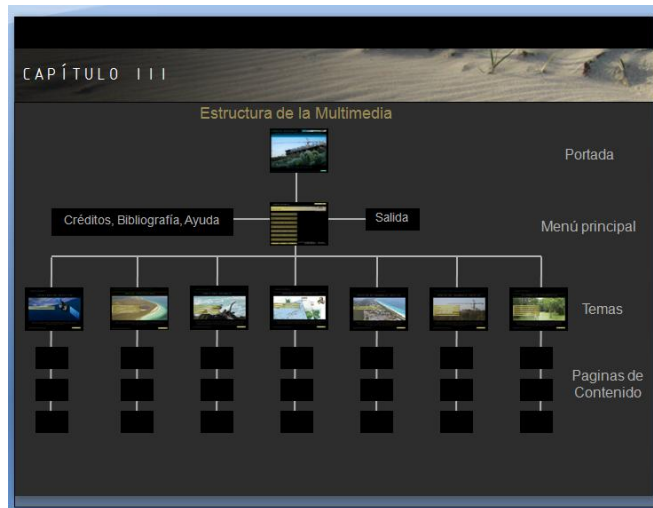 CAPÍTULO III
Estructura de la Multimedia
Portada
Créditos, Bibliografía, Ayuda
Salida
Menú principal
Temas
Paginas de
Contenido